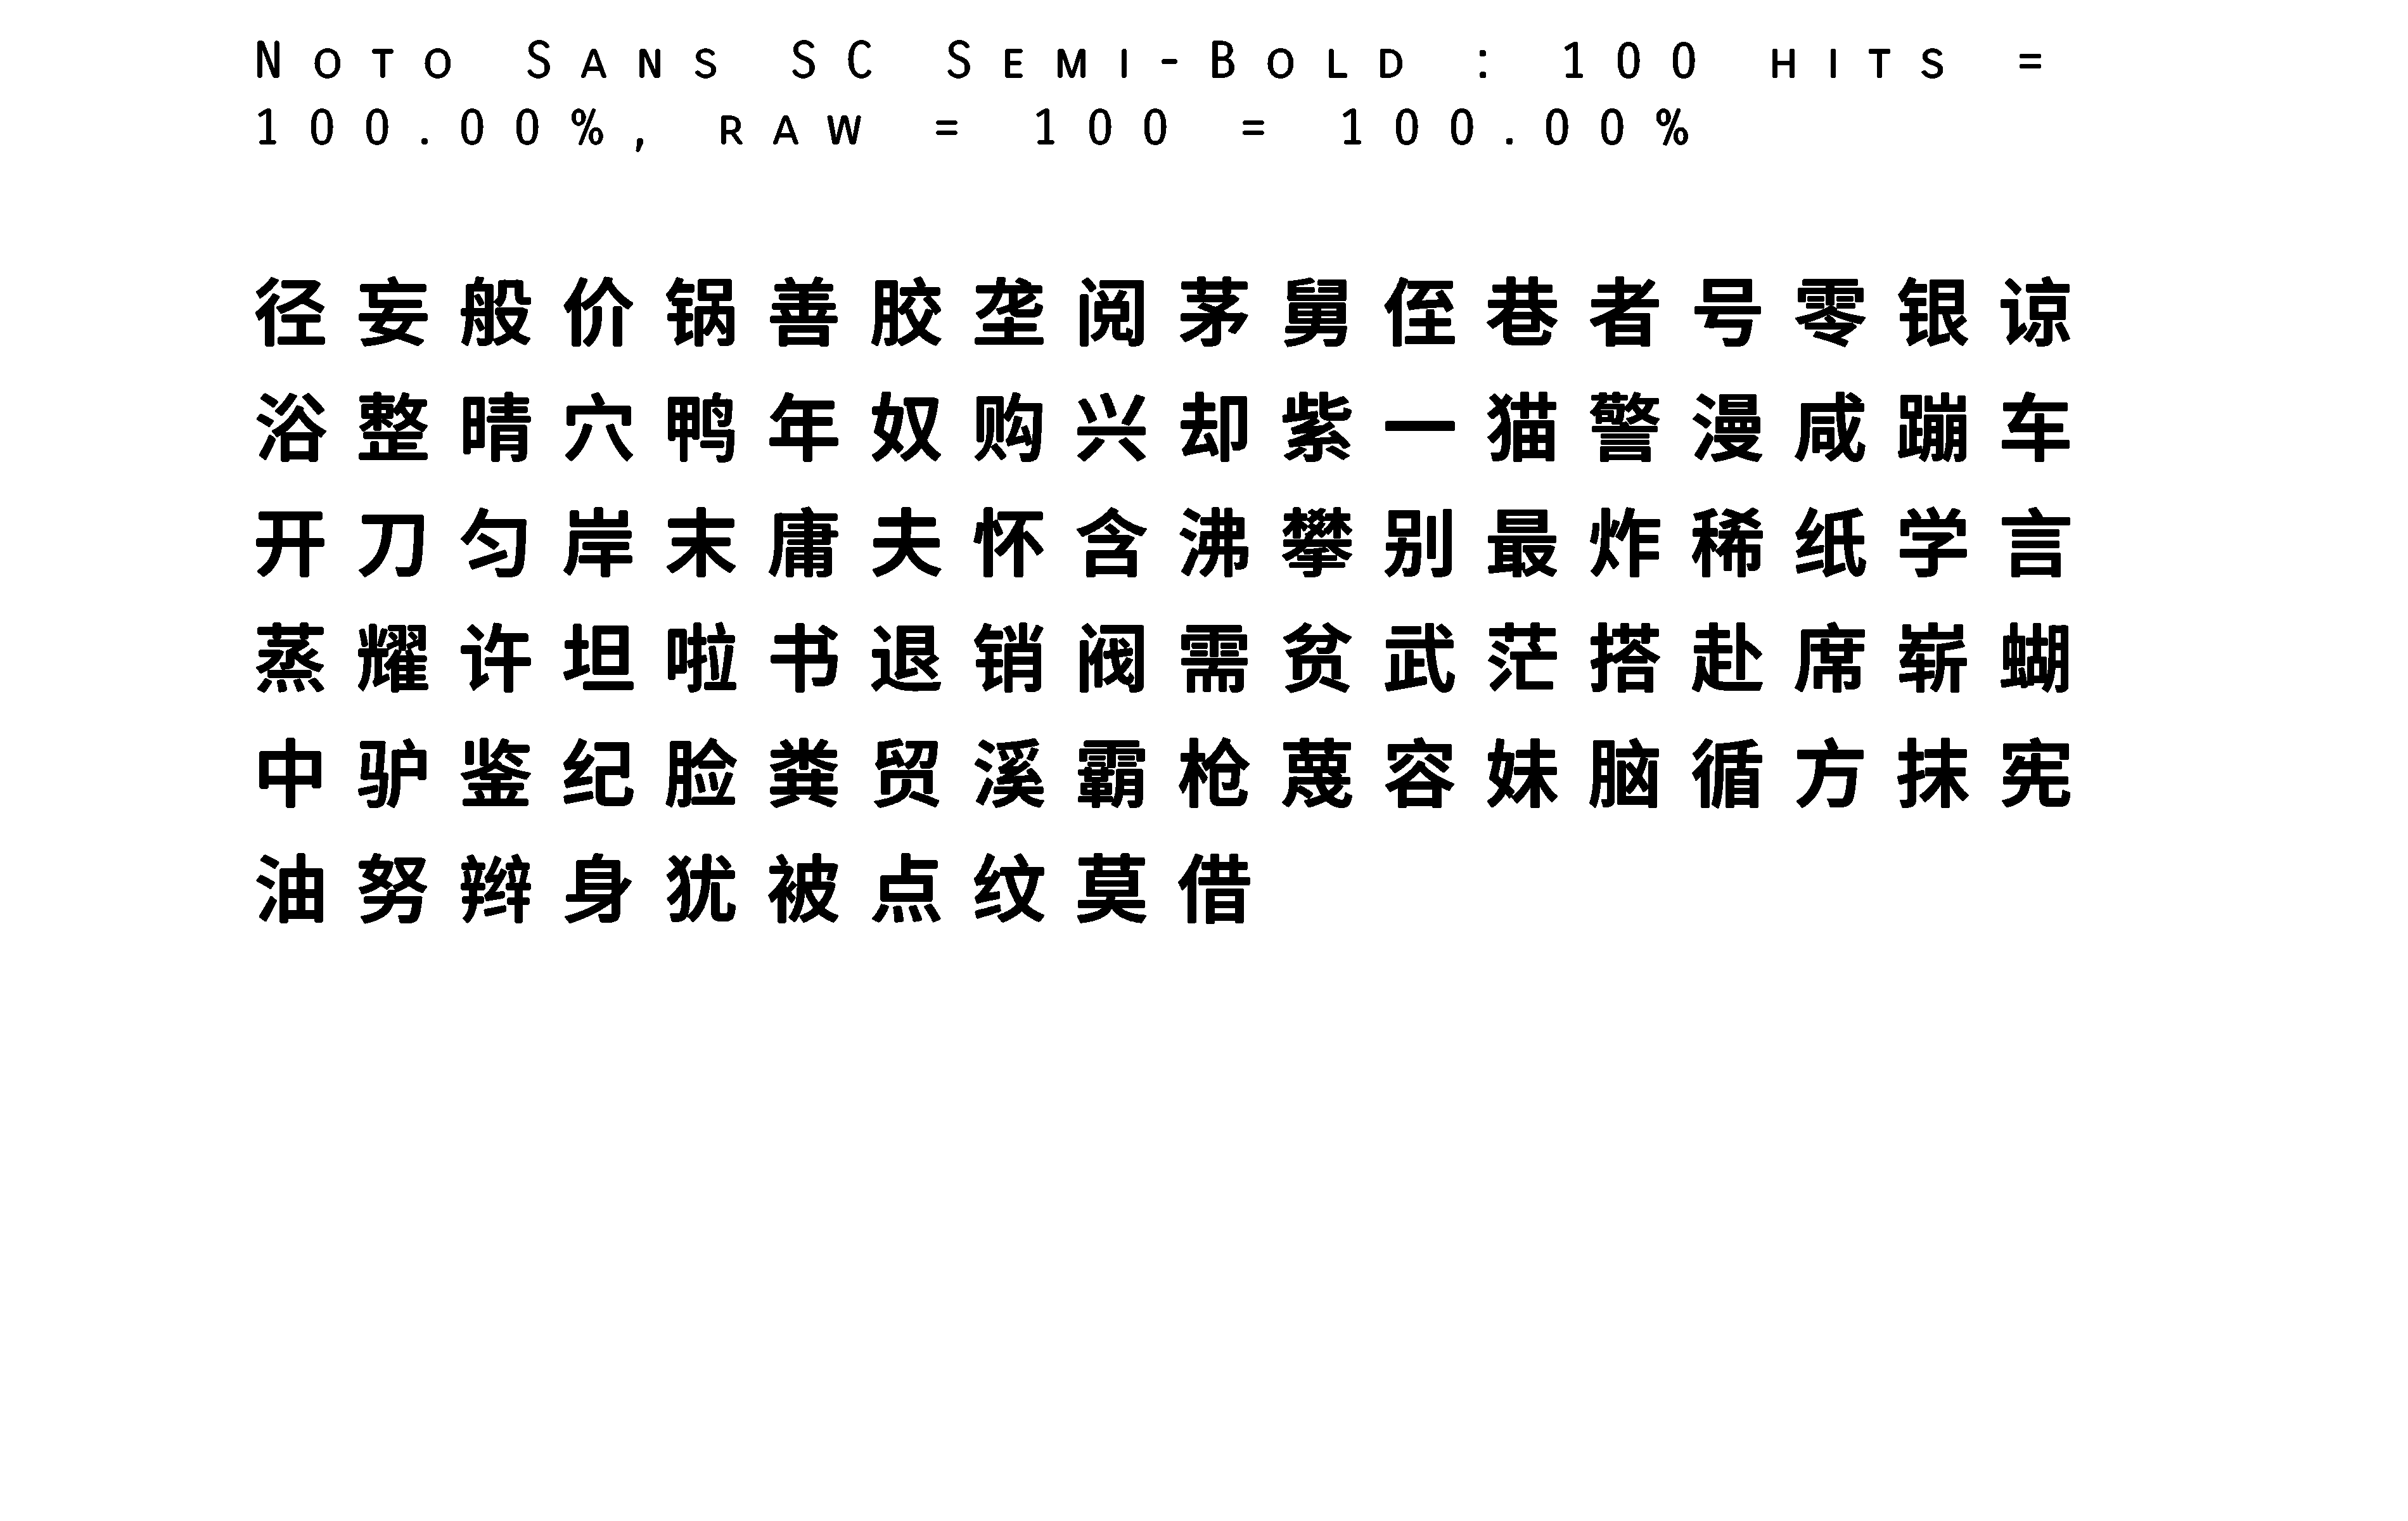 Noto Sans SC Semi-Bold : 100 hits =
100.00%, raw = 100 = 100.00%
径妄般价锅善胶垄阅茅舅侄巷者号零银谅
浴整晴穴鸭年奴购兴却紫一猫警漫咸蹦车
开刀匀岸末庸夫怀含沸攀别最炸稀纸学言
蒸耀许坦啦书退销阀需贫武茫搭赴席崭蝴
中驴鉴纪脸粪贸溪霸枪蔑容妹脑循方抹宪
油努辫身犹被点纹莫借